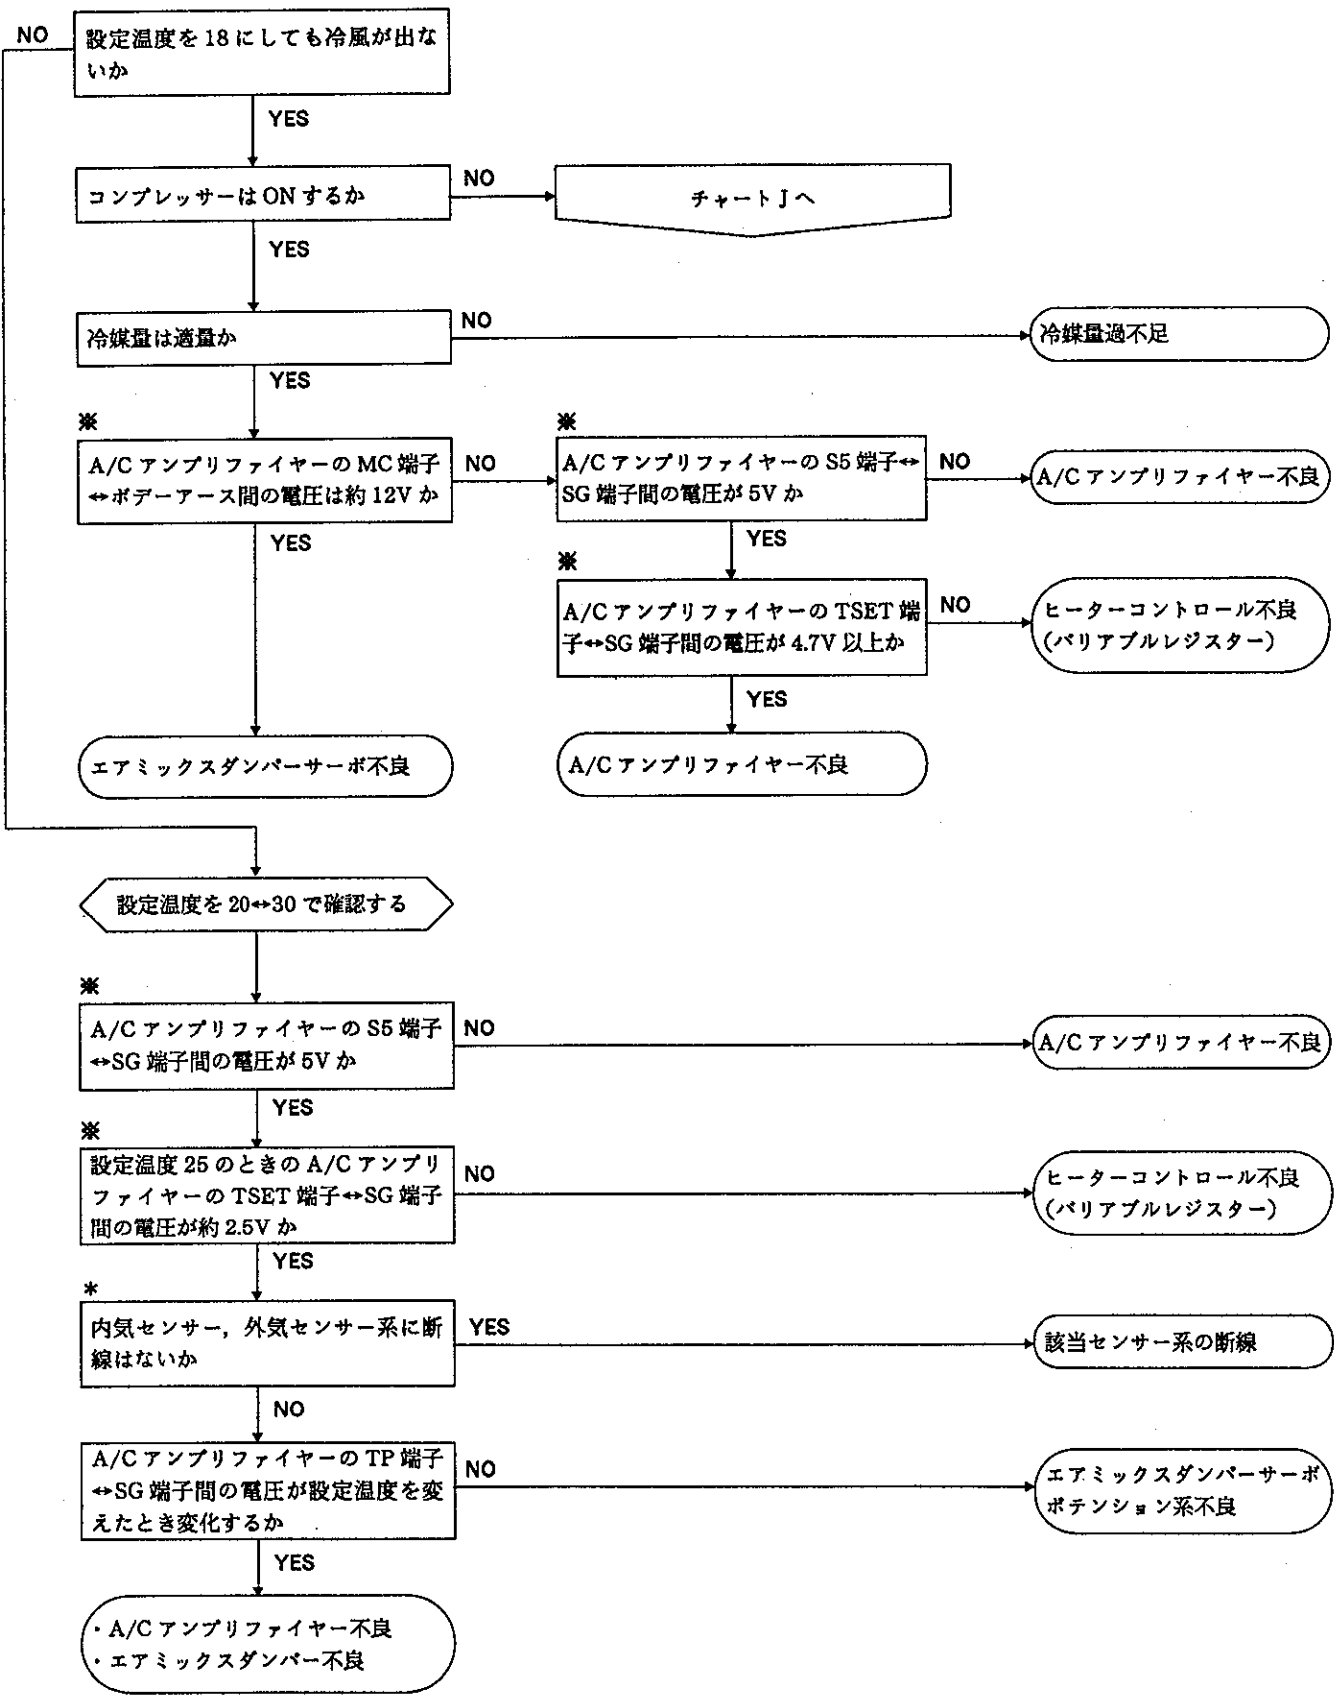 NO
設定温度を18にしても冷風が出な
いか
YES
コンプレッサーはONするか
NO
チャートJへ
YES
冷媒量は適量か
NO
冷媒量過不足
YES
※
A/CアンプリファイヤーのMC端子
↔ボデーアース間の電圧は約12Vか
NO
※
A/CアンプリファイヤーのS5端子↔
SG端子間の電圧が5Vか
NO
A/Cアンプリファイヤー不良
YES
YES
※
A/CアンプリファイヤーのTSET端
子↔SG端子間の電圧が4.7V以上か
NO
ヒーターコントロール不良
(バリアブルレジスター)
YES
エアミックスダンパーサーボ不良
A/Cアンプリファイヤー不良
設定温度を20↔30で確認する
※
A/CアンプリファイヤーのS5端子
↔SG端子間の電圧が5Vか
NO
A/Cアンプリファイヤー不良
YES
※
設定温度25のときのA/Cアンプリ
ファイヤーのTSET端子↔SG端子
間の電圧が約2.5Vか
NO
ヒーターコントロール不良
(バリアブルレジスター)
YES
*
内気センサー,外気センサー系に断
線はないか
YES
該当センサー系の断線
NO
A/CアンプリファイヤーのTP端子
↔SG端子間の電圧が設定温度を変
えたとき変化するか
NO
エアミックスダンパーサーボ
ポテンション系不良
YES
・A/Cアンプリファイヤー不良
・エアミックスダンパー不良